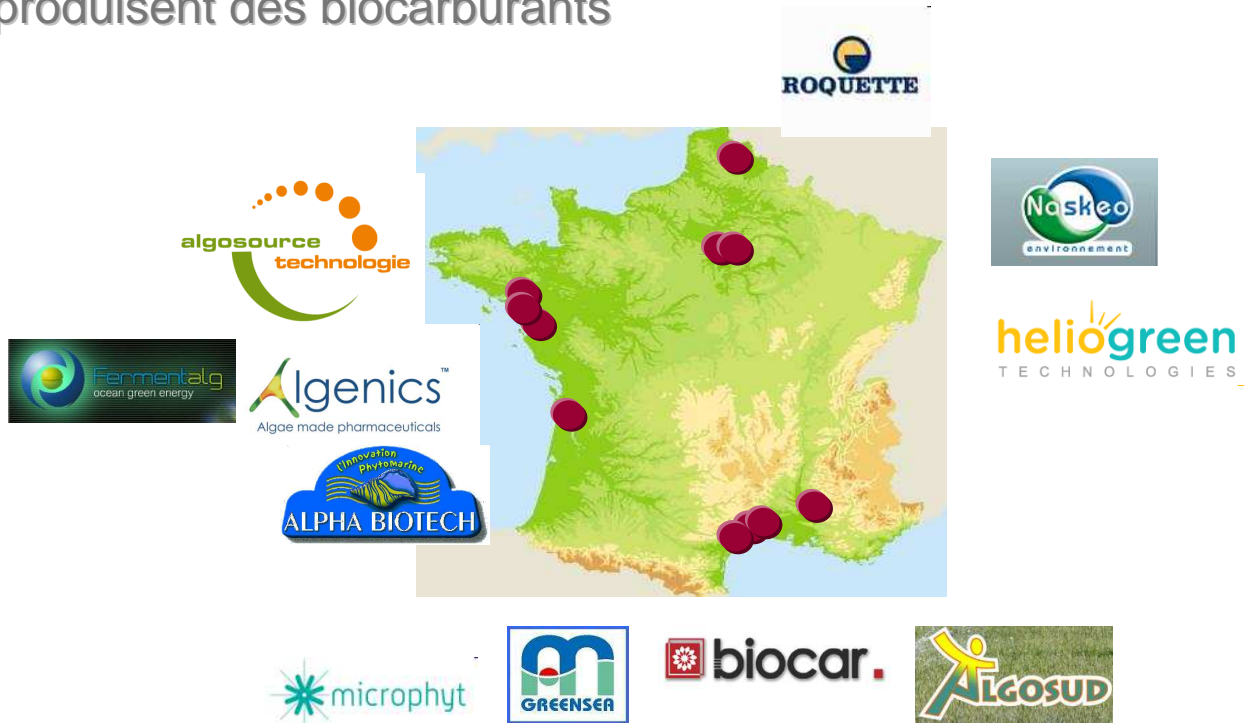 produisent des biocarburants
ROQUETTE
algosource
technologie
Naskeo
environnement
heliogreen
TECHNOLOGIES
Fermentalg
ocean green energy
Algenics™
Algae made pharmaceuticals
l'Innovation
Phytomarine
ALPHA BIOTECH
microphyt
GREENSEA
biocar.
ALGOSUD